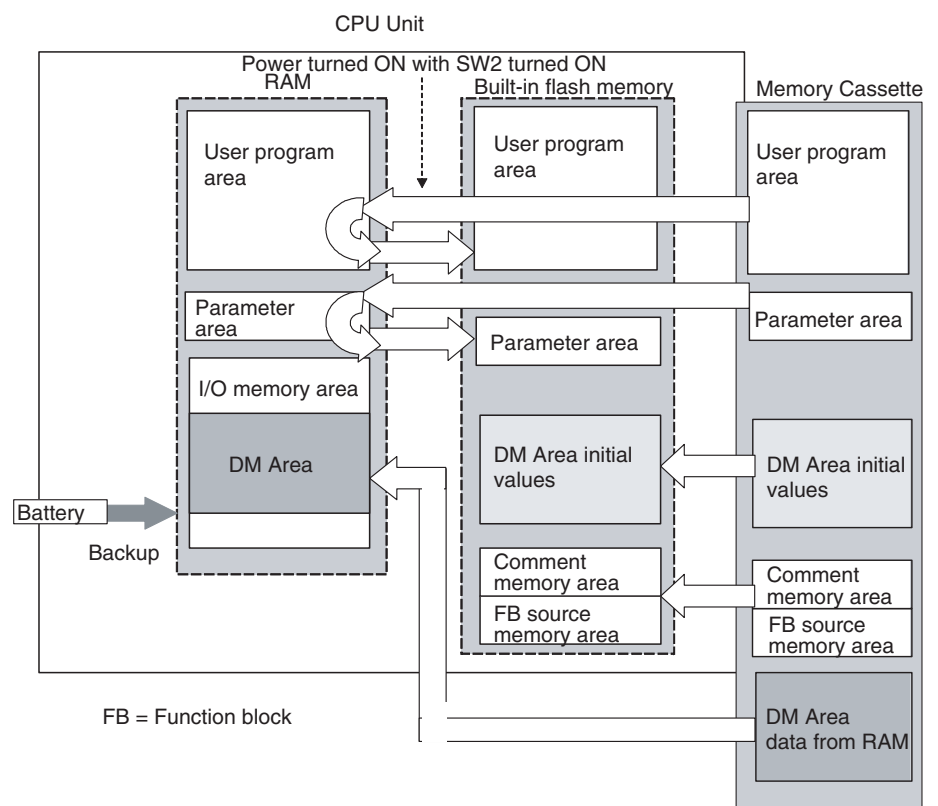 CPU Unit
Power turned ON with SW2 turned ON
RAM
Built-in flash memory
Memory Cassette
User program
area
User program
area
User program
area
Parameter
area
Parameter area
Parameter area
I/O memory area
DM Area
DM Area initial
values
DM Area initial
values
Battery
Backup
Comment
memory area
FB source
memory area
Comment
memory area
FB source
memory area
FB = Function block
DM Area
data from RAM